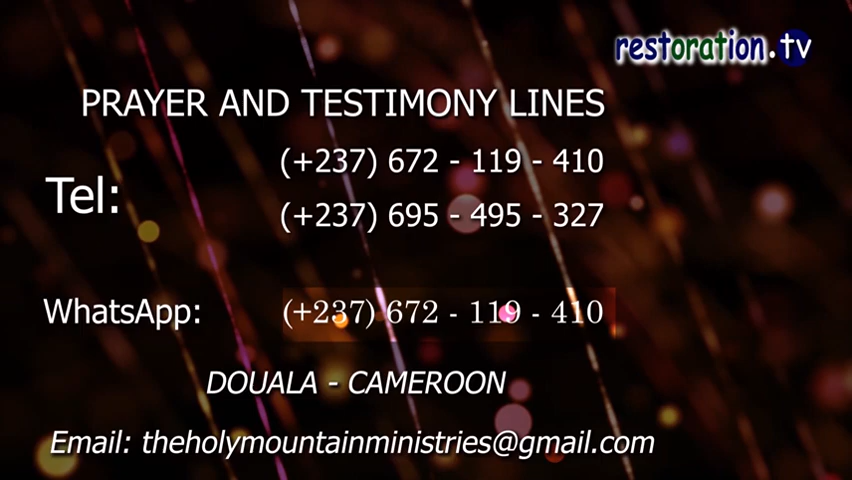 restoration.tv
PRAYER AND TESTIMONY LINES
Tel:
(+237) 672 - 119 - 410
(+237) 695 - 495 - 327
WhatsApp: (+237) 672 - 119 - 410
DOUALA - CAMEROON
Email: theholymountainministries@gmail.com